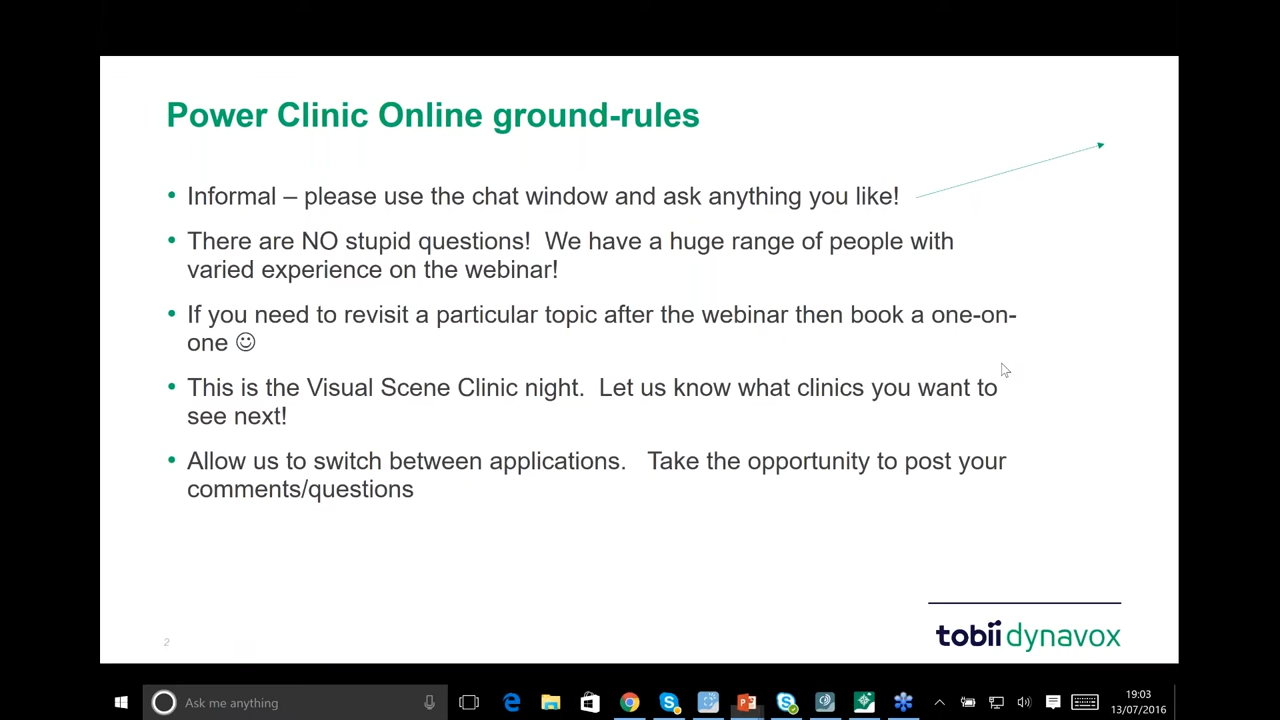 Power Clinic Online ground-rules
• Informal – please use the chat window and ask anything you like!
• There are NO stupid questions!  We have a huge range of people with
varied experience on the webinar!
• If you need to revisit a particular topic after the webinar then book a one-on-
one ☺
• This is the Visual Scene Clinic night.  Let us know what clinics you want to
see next!
• Allow us to switch between applications.   Take the opportunity to post your
comments/questions
2
tobii dynavox
Ask me anything
19:03
13/07/2016